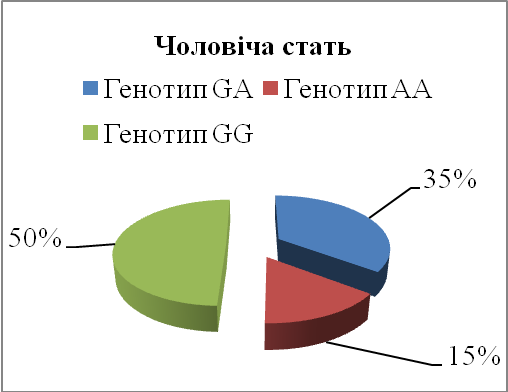 Чоловіча стать
Генотип GA Генотип AA
Генотип GG
35%
50%
15%